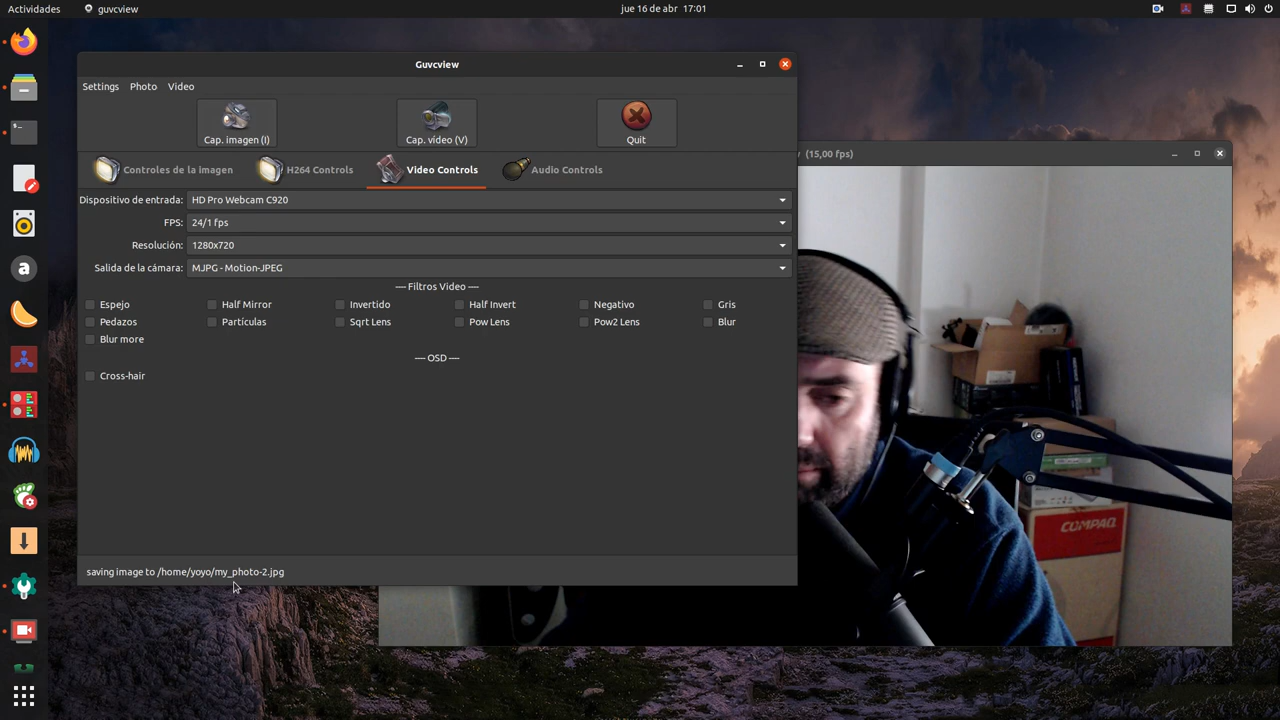 Actividades guvcview jue 16 de abr 17:01
Guvcview
Settings Photo Video
Cap. imagen (I) Cap. video (V) Quit
Controles de la imagen H264 Controls Video Controls Audio Controls
(15,00 fps)
Dispositivo de entrada: HD Pro Webcam C920
FPS: 24/1 fps
Resolución: 1280x720
Salida de la cámara: MJPG - Motion-JPEG
---- Filtros Video ----
Espejo Half Mirror Invertido Half Invert Negativo Gris
Pedazos Partículas Sqrt Lens Pow Lens Pow2 Lens Blur
Blur more
---- OSD ----
Cross-hair
COMPAQ
saving image to /home/yoyo/my_photo-2.jpg